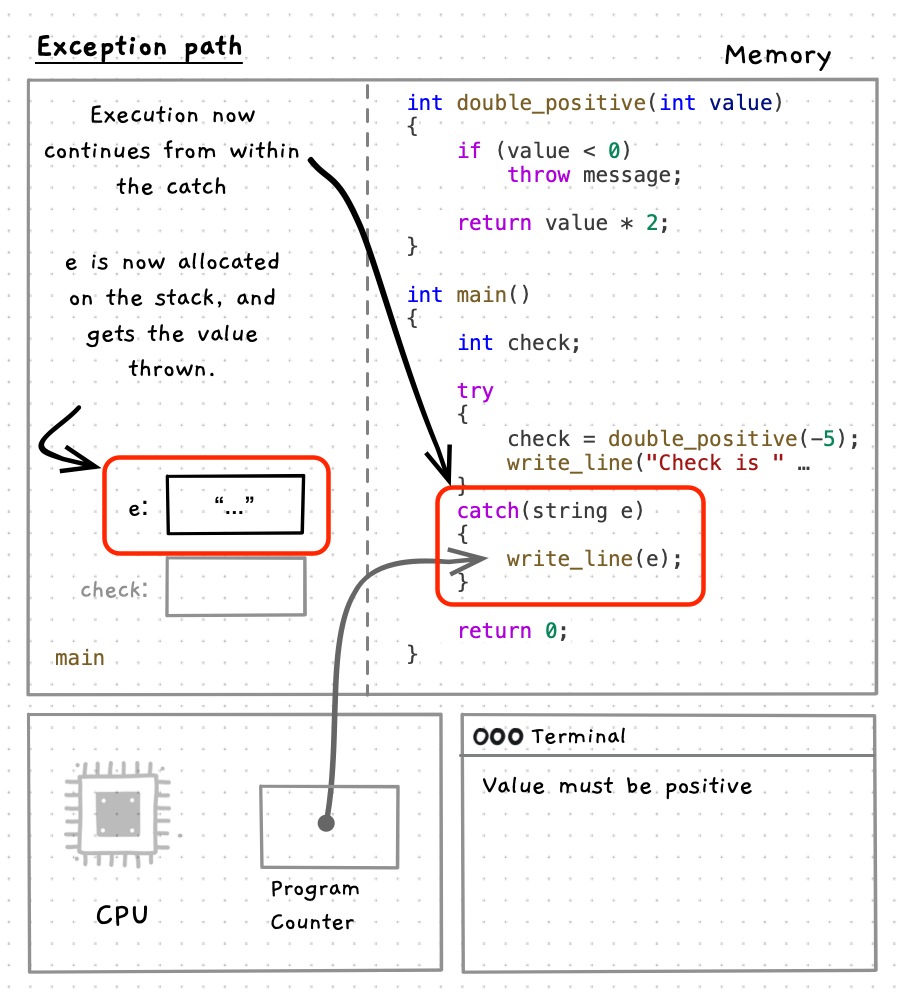 Exception path
Memory
Execution now
continues from within
the catch
e is now allocated
on the stack, and
gets the value
thrown.
e:
"..."
check:
main
int double_positive(int value)
{
if (value < 0)
throw message;
return value * 2;
}
int main()
{
int check;
try
{
check = double_positive(-5);
write_line("Check is " …
}
catch(string e)
{
write_line(e);
}
return 0;
}
CPU
Program
Counter
Terminal
Value must be positive